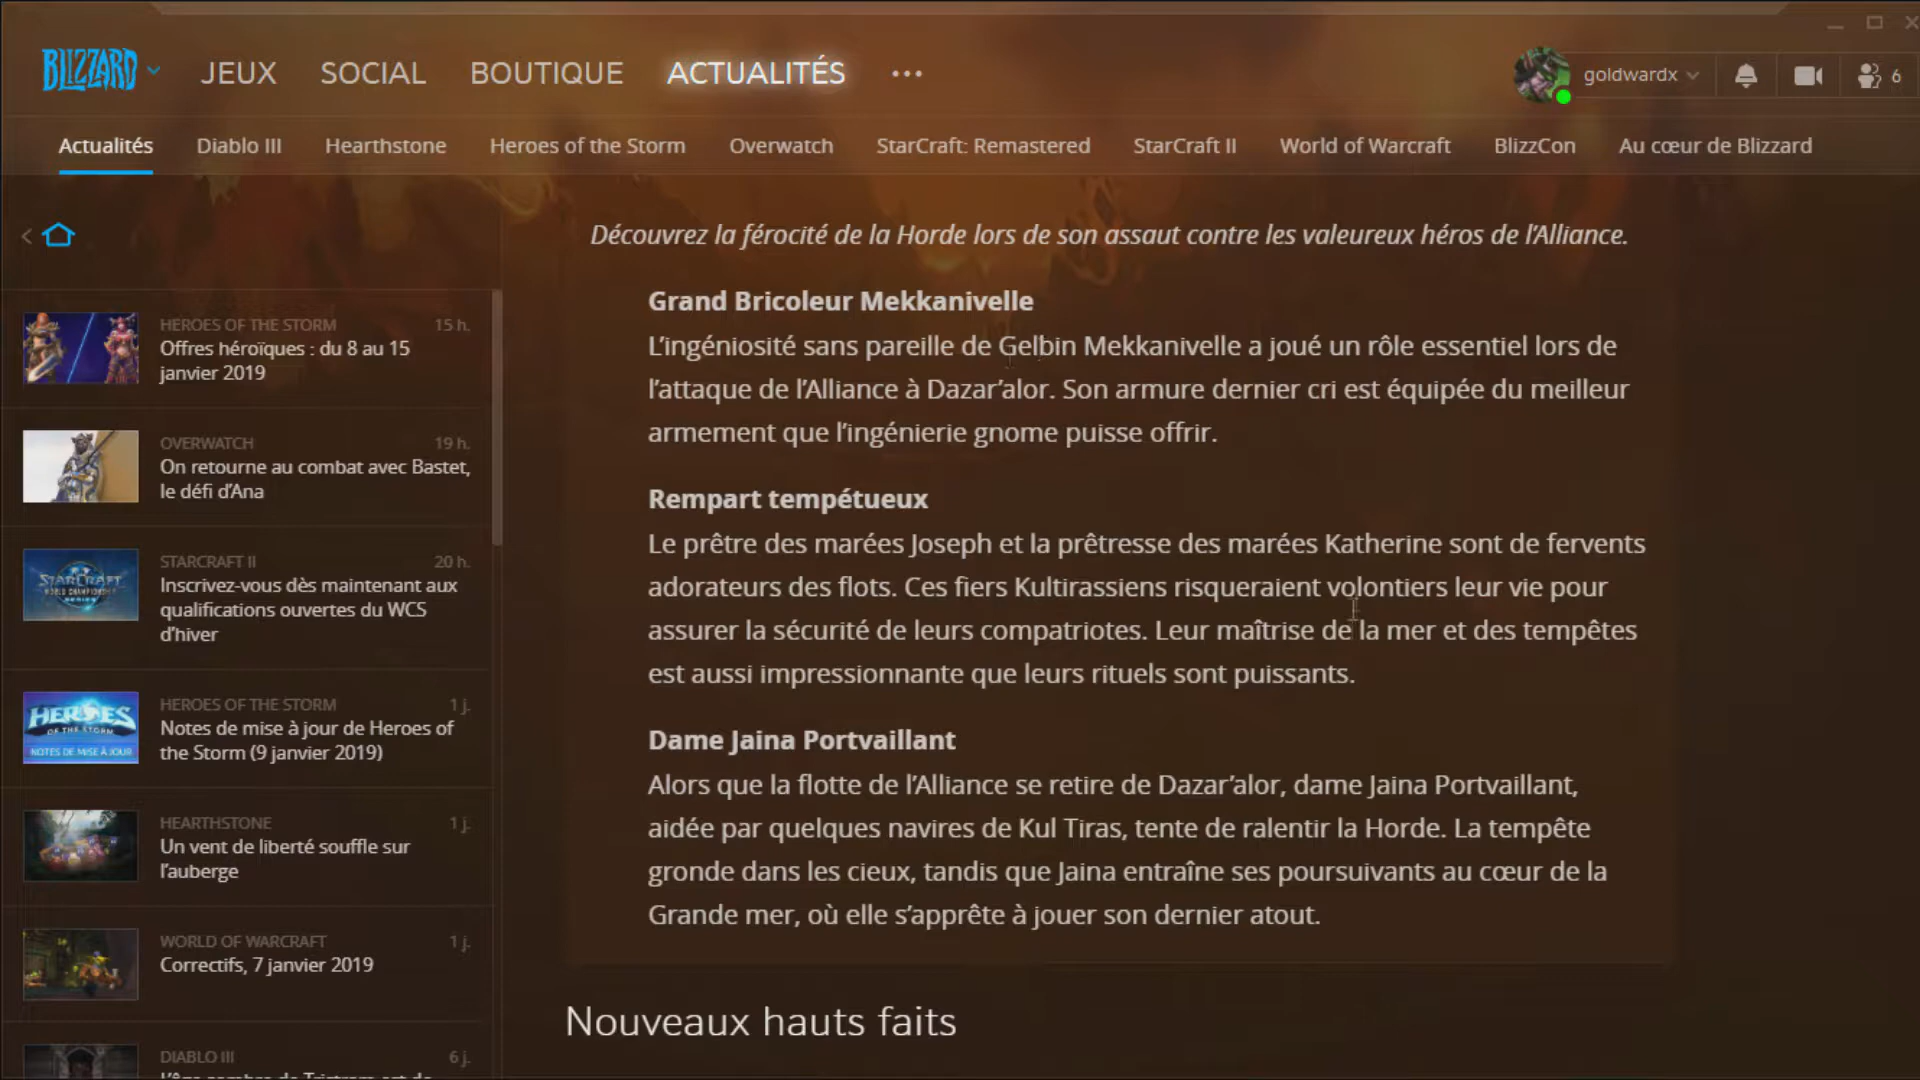 BLIZZARD JEUX SOCIAL BOUTIQUE ACTUALITÉS ... goldwardx 6
Actualités Diablo III Hearthstone Heroes of the Storm Overwatch StarCraft: Remastered StarCraft II World of Warcraft BlizzCon Au cœur de Blizzard
HEROES OF THE STORM 15 h.
Offres héroïques : du 8 au 15
janvier 2019
OVERWATCH 19 h.
On retourne au combat avec Bastet,
le défi d’Ana
STARCRAFT
WORLD CHAMPIONSHIP
SERIES
STARCRAFT II 20 h.
Inscrivez-vous dès maintenant aux
qualifications ouvertes du WCS
d’hiver
HEROES
OF THE STORM
NOTES DE MISE À JOUR
HEROES OF THE STORM 1 j.
Notes de mise à jour de Heroes of
the Storm (9 janvier 2019)
HEARTHSTONE 1 j.
Un vent de liberté souffle sur
l’auberge
WORLD OF WARCRAFT 1 j.
Correctifs, 7 janvier 2019
DIABLO III 6 j.
Découvrez la férocité de la Horde lors de son assaut contre les valeureux héros de l’Alliance.
Grand Bricoleur Mekkanivelle
L’ingéniosité sans pareille de Gelbin Mekkanivelle a joué un rôle essentiel lors de
l’attaque de l’Alliance à Dazar’alor. Son armure dernier cri est équipée du meilleur
armement que l’ingénierie gnome puisse offrir.
Rempart tempétueux
Le prêtre des marées Joseph et la prêtresse des marées Katherine sont de fervents
adorateurs des flots. Ces fiers Kultirassiens risqueraient volontiers leur vie pour
assurer la sécurité de leurs compatriotes. Leur maîtrise de la mer et des tempêtes
est aussi impressionnante que leurs rituels sont puissants.
Dame Jaina Portvaillant
Alors que la flotte de l’Alliance se retire de Dazar’alor, dame Jaina Portvaillant,
aidée par quelques navires de Kul Tiras, tente de ralentir la Horde. La tempête
gronde dans les cieux, tandis que Jaina entraîne ses poursuivants au cœur de la
Grande mer, où elle s’apprête à jouer son dernier atout.
Nouveaux hauts faits